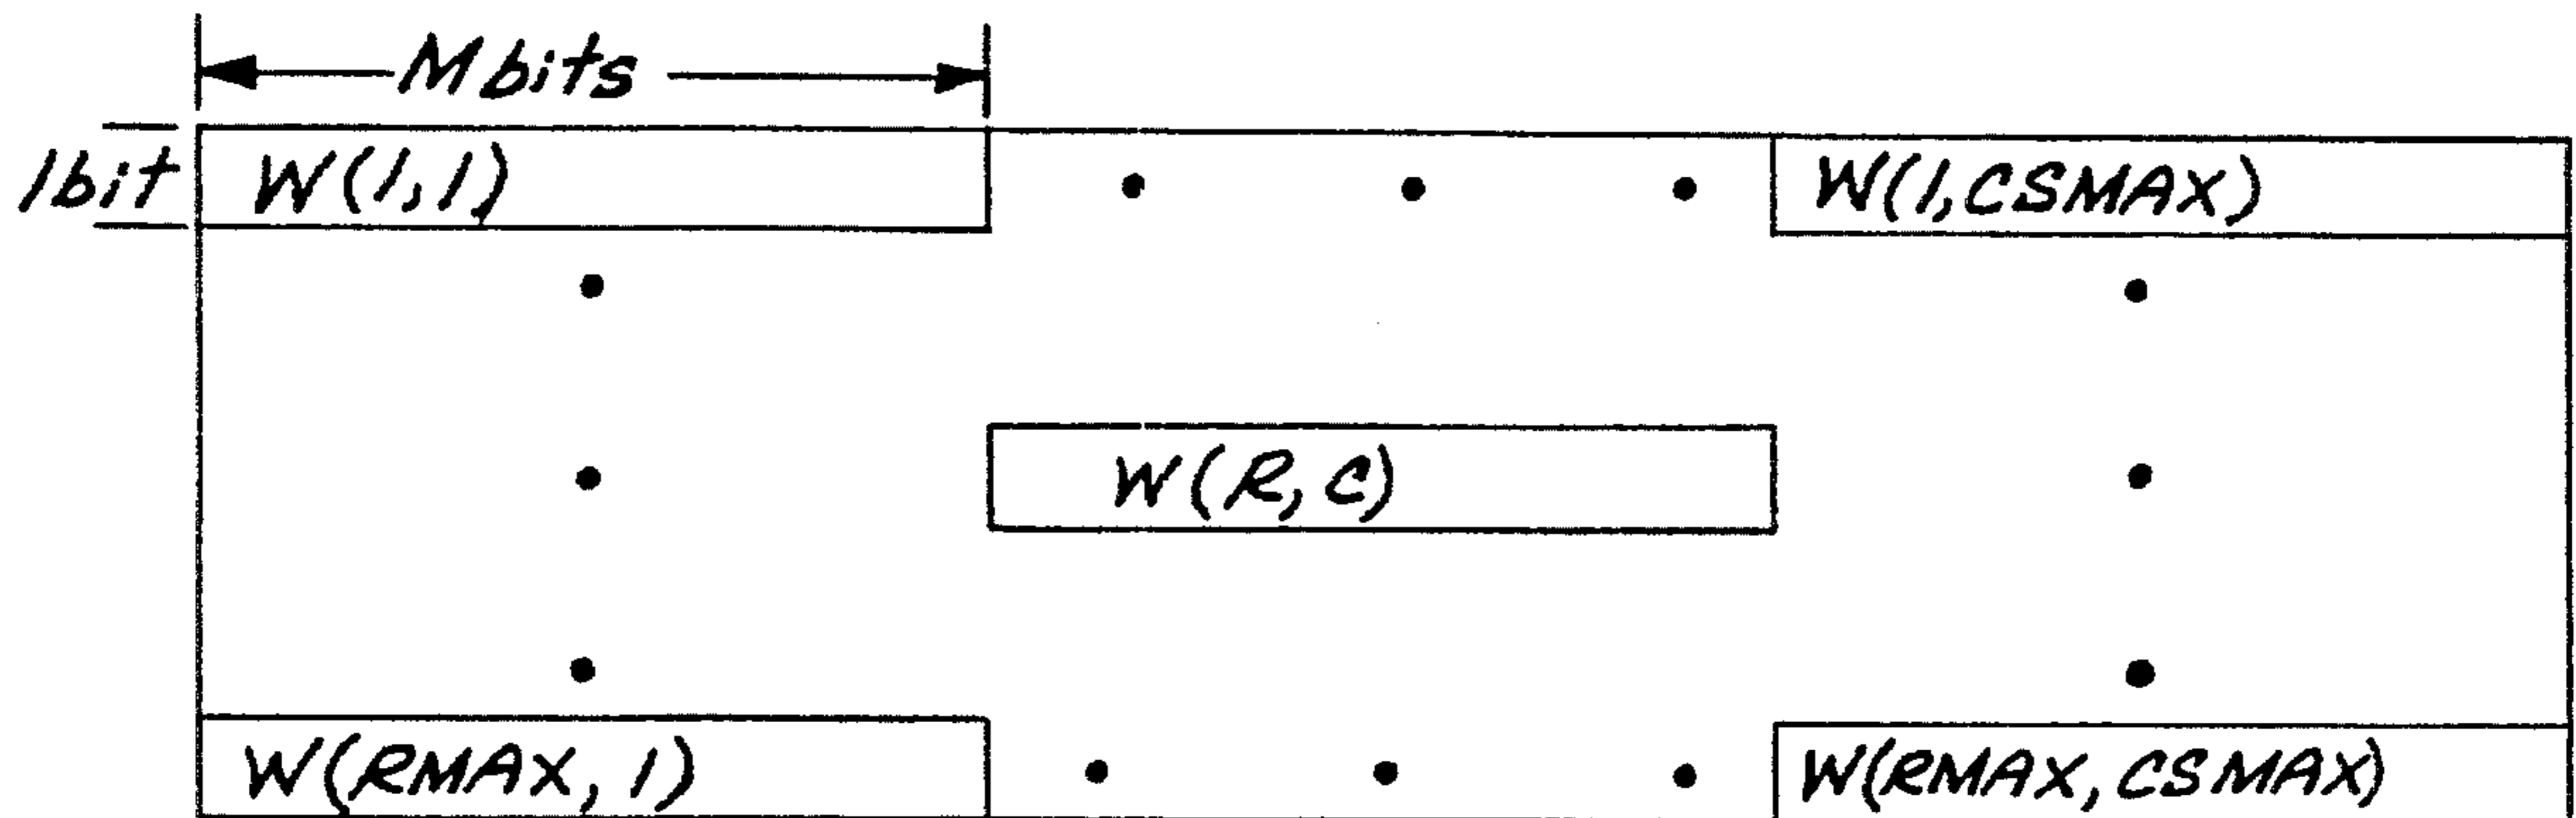 M bits
1bit W(1,1) W(1,CSMAX)
W(R,C)
W(RMAX,1) W(RMAX,CSMAX)